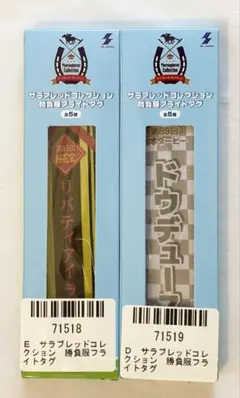 Thoroughbred
Collection
サラブレッドコレクション
勝負服フライトタグ
全5種
リバティアイラ
71518
E サラブレッドコレ
クション 勝負服フラ
イトタグ
Thoroughbred
Collection
サラブレッドコレクション
勝負服フライトタグ
全5種
ドウデュース
71519
D サラブレッドコレ
クション 勝負服フラ
イトタグ